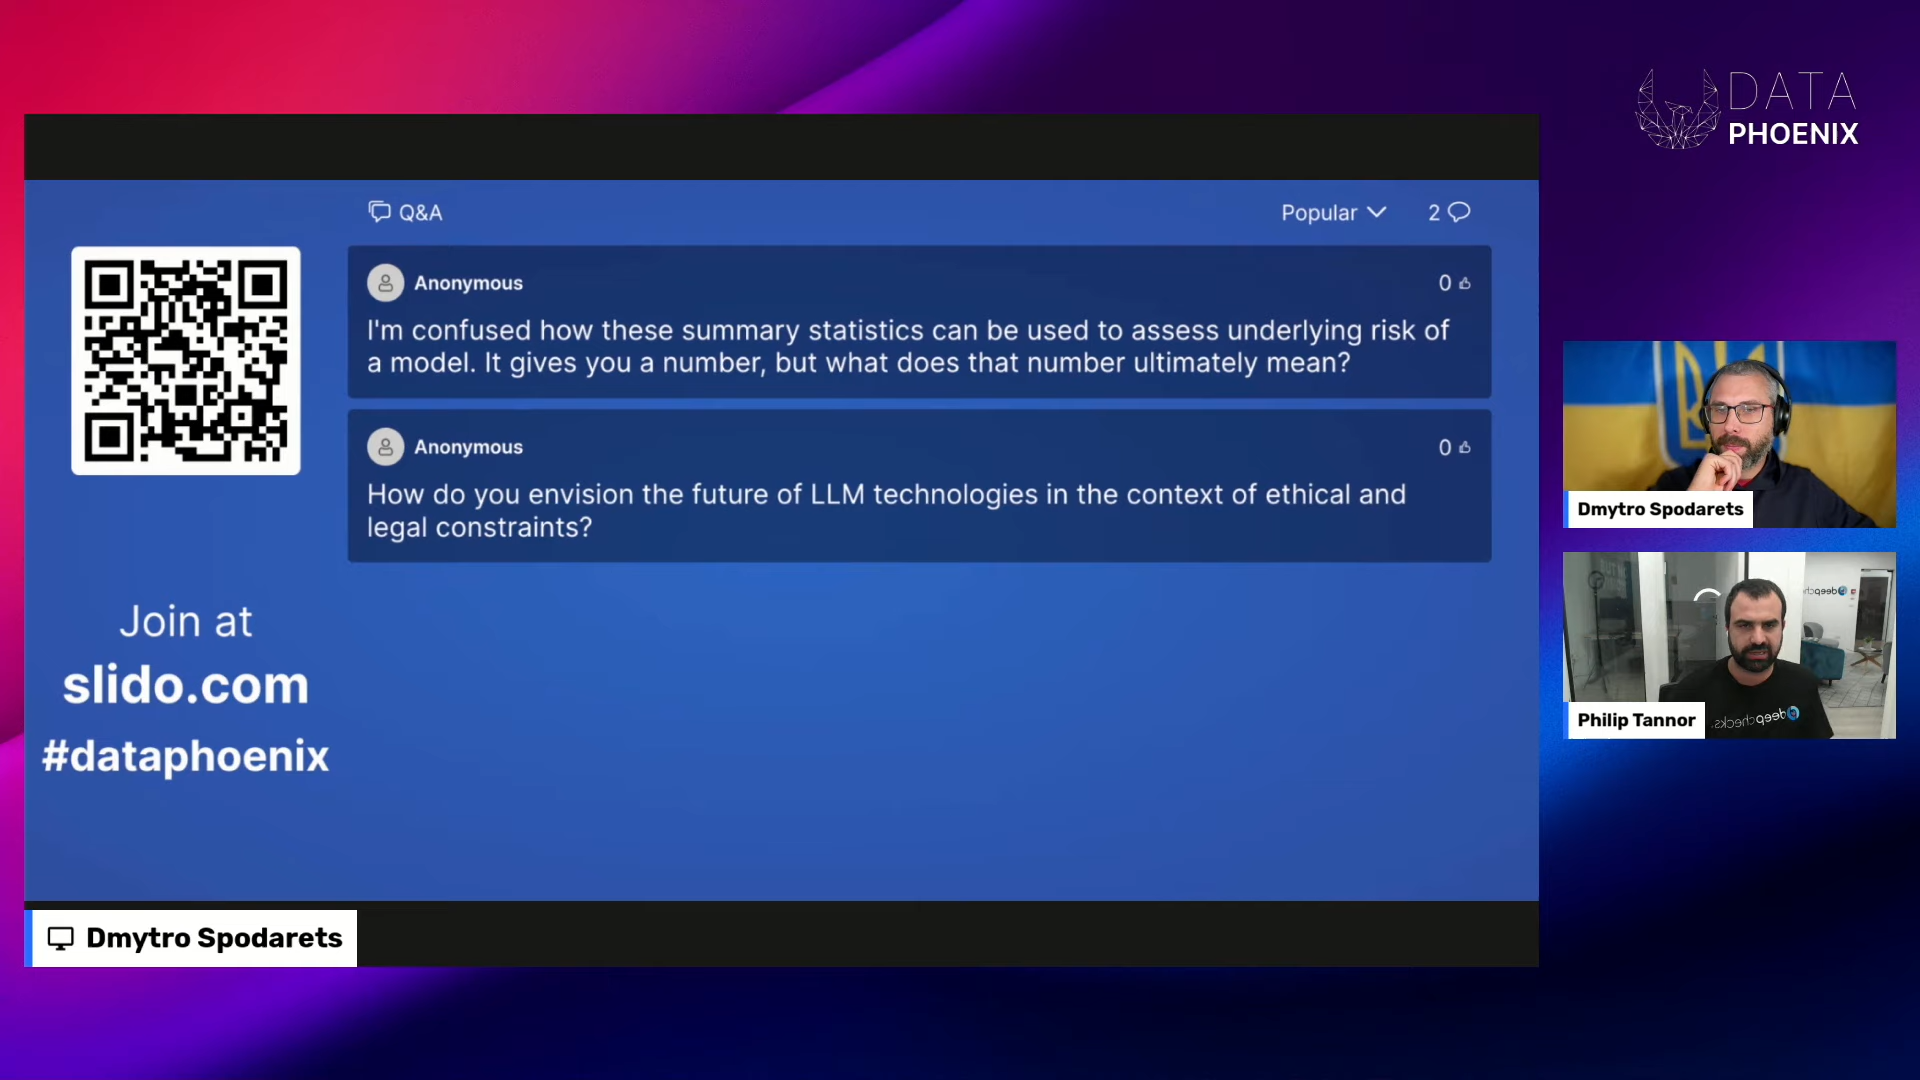 DATA
PHOENIX
Q&A
Popular
2
Anonymous
0
I'm confused how these summary statistics can be used to assess underlying risk of
a model. It gives you a number, but what does that number ultimately mean?
Anonymous
0
How do you envision the future of LLM technologies in the context of ethical and
legal constraints?
Join at
slido.com
#dataphoenix
Dmytro Spodarets
Dmytro Spodarets
deepchecks
Philip Tannor
deepchecks